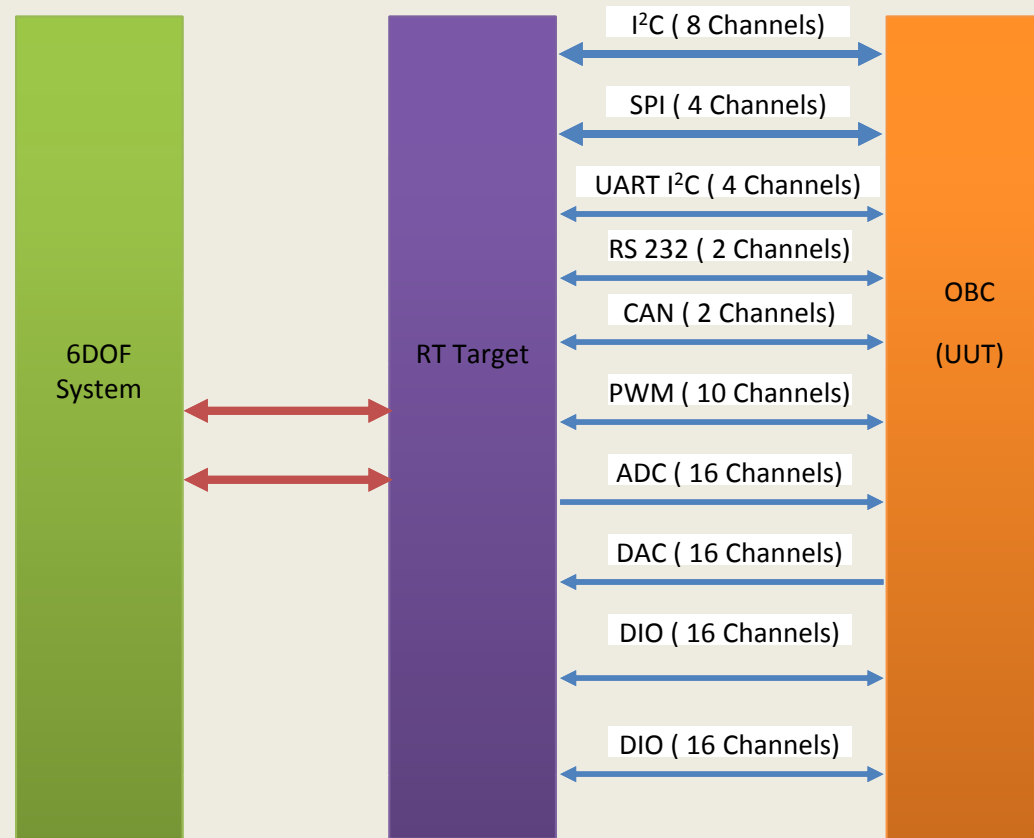 I²C ( 8 Channels)
SPI ( 4 Channels)
UART I²C ( 4 Channels)
RS 232 ( 2 Channels)
CAN ( 2 Channels)
PWM ( 10 Channels)
ADC ( 16 Channels)
DAC ( 16 Channels)
DIO ( 16 Channels)
DIO ( 16 Channels)
6DOF
System
RT Target
OBC
(UUT)